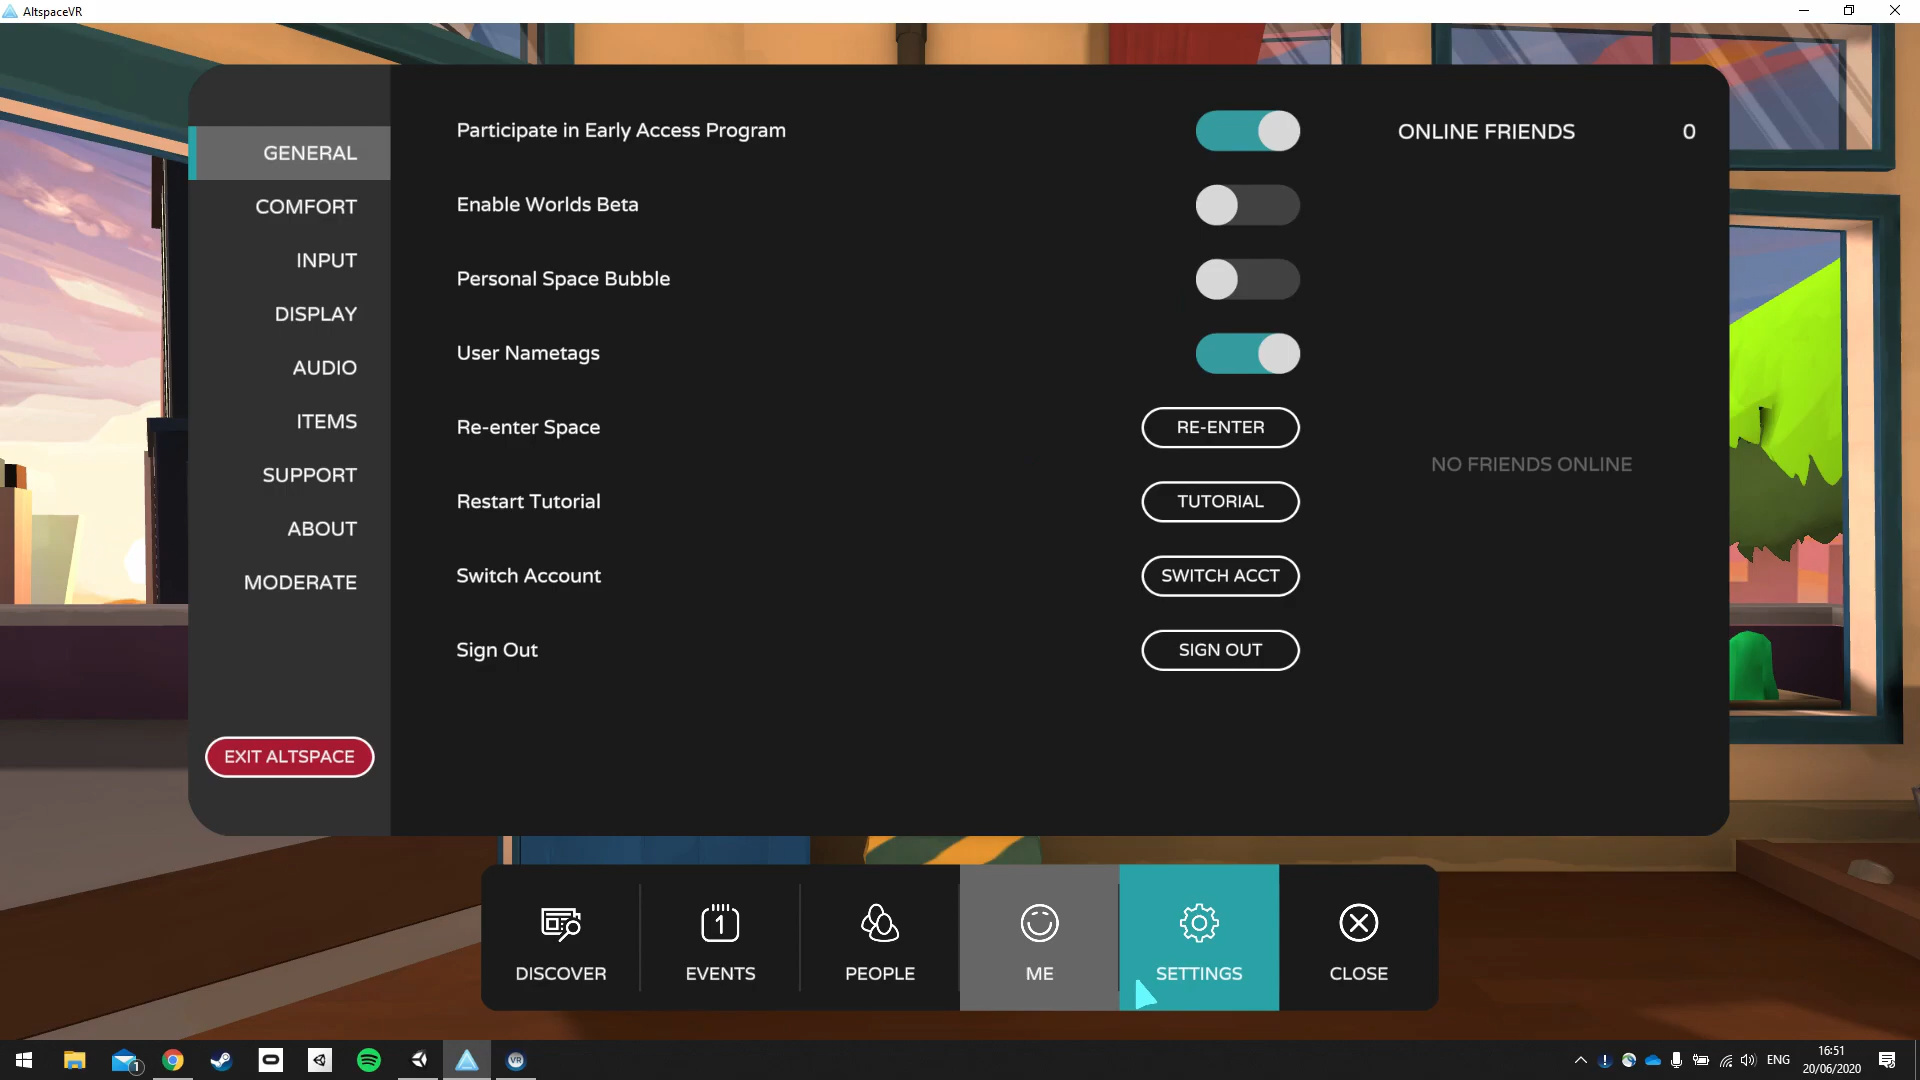 AltspaceVR
GENERAL
COMFORT
INPUT
DISPLAY
AUDIO
ITEMS
SUPPORT
ABOUT
MODERATE
EXIT ALTSPACE
Participate in Early Access Program
Enable Worlds Beta
Personal Space Bubble
User Nametags
Re-enter Space
RE-ENTER
Restart Tutorial
TUTORIAL
Switch Account
SWITCH ACCT
Sign Out
SIGN OUT
ONLINE FRIENDS 0
NO FRIENDS ONLINE
1
DISCOVER
EVENTS
PEOPLE
ME
SETTINGS
CLOSE
1
VR
ENG
16:51
20/06/2020